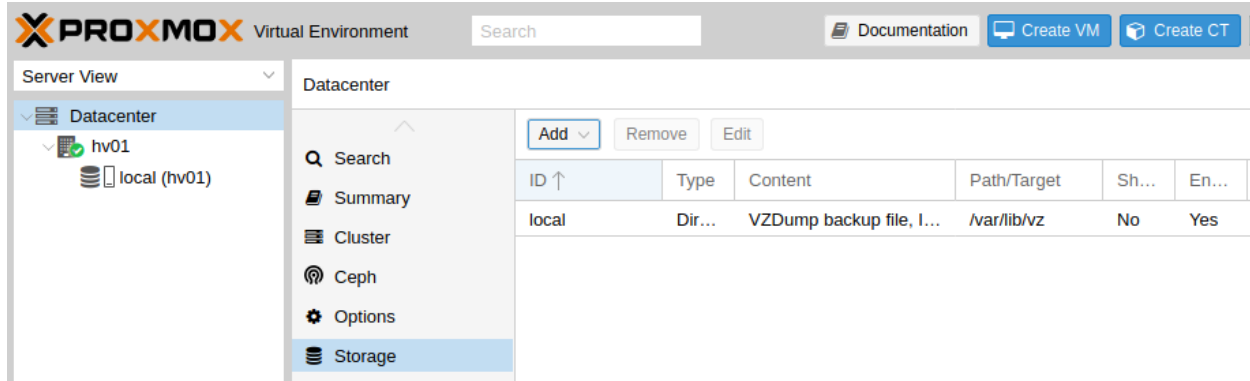 PROXMOX Virtual Environment Search Documentation Create VM Create CT
Server View
Datacenter
hv01
local (hv01)
Datacenter
Search
Summary
Cluster
Ceph
Options
Storage
Add Remove Edit
ID ↑ Type Content Path/Target Sh... En...
local Dir... VZDump backup file, I... /var/lib/vz No Yes